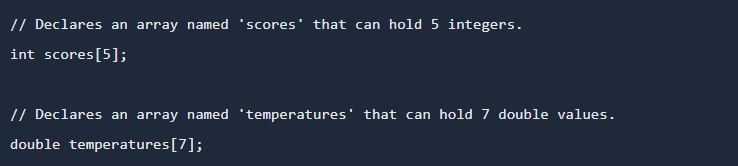 // Declares an array named 'scores' that can hold 5 integers.
int scores[5];
// Declares an array named 'temperatures' that can hold 7 double values.
double temperatures[7];